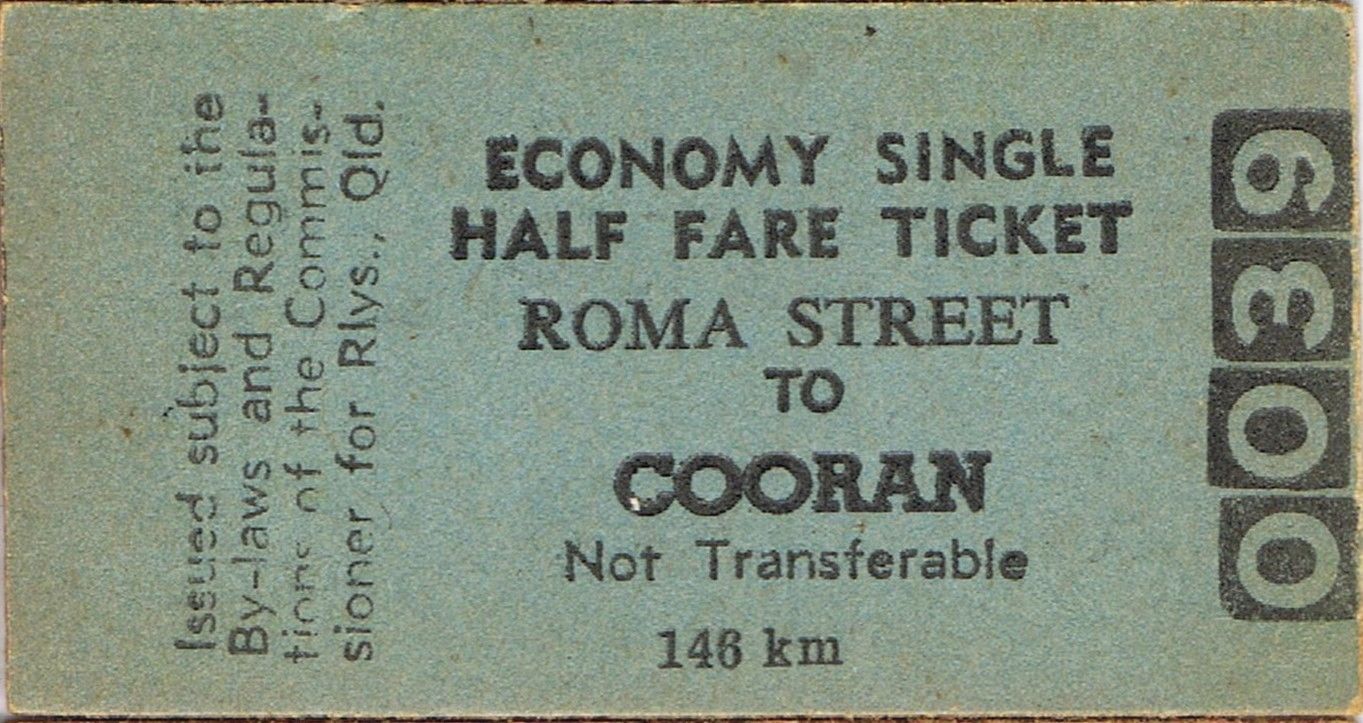 Issued subject to the
By-laws and Regula-
tions of the Commis-
sioner for Rlys., Qld.
ECONOMY SINGLE
HALF FARE TICKET
ROMA STREET
TO
COORAN
Not Transferable
146 km
0039